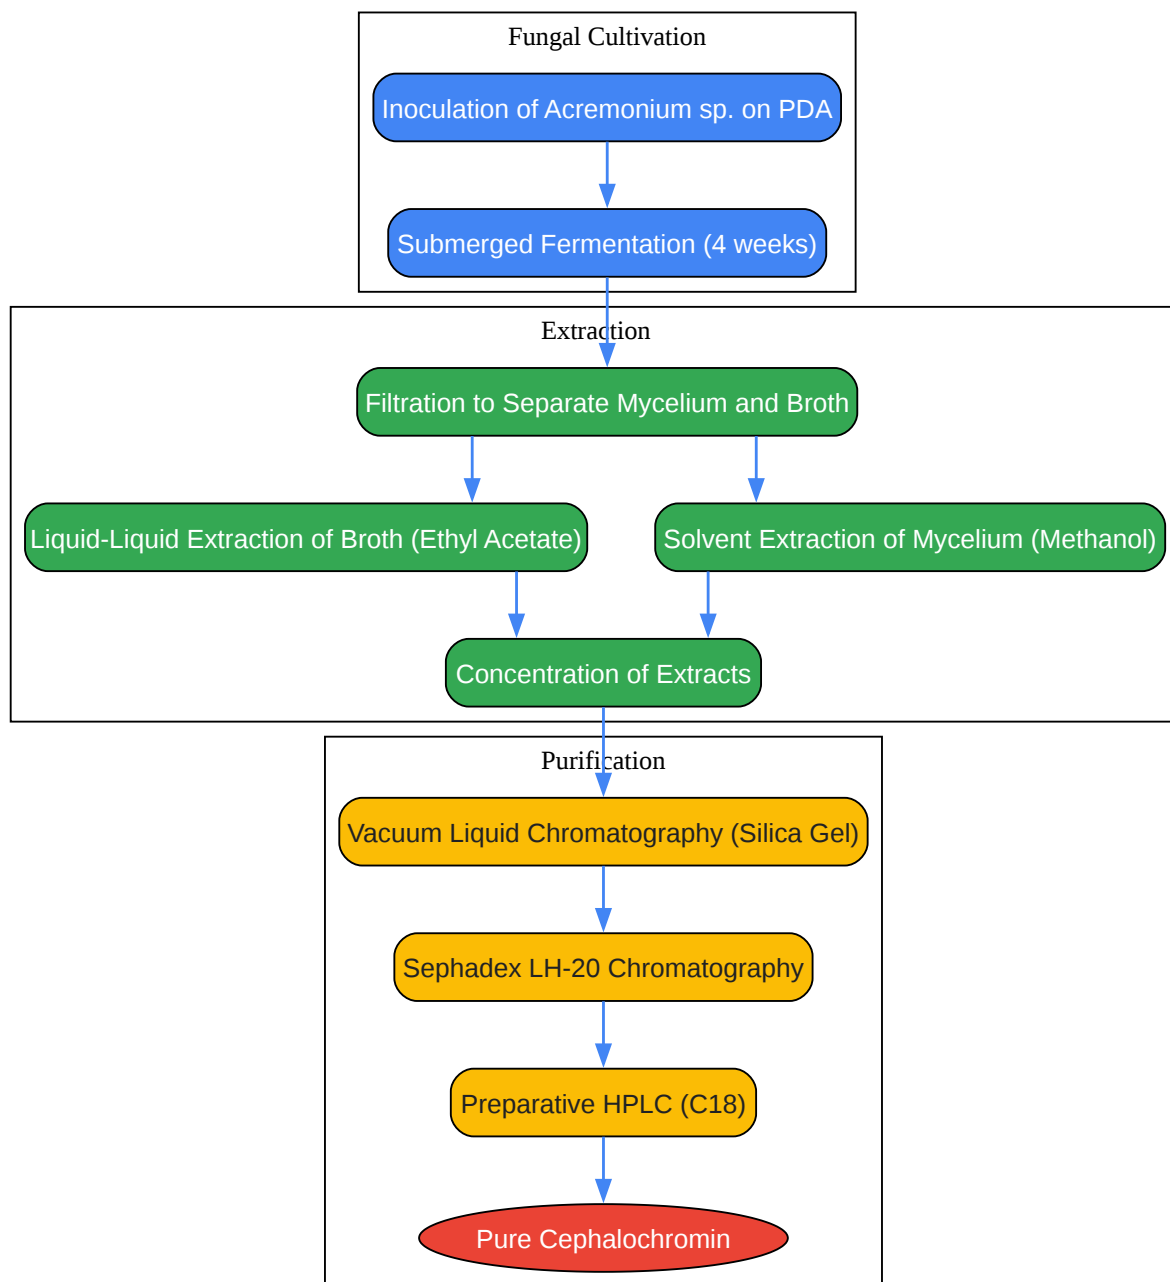 Fungal Cultivation
Inoculation of Acremonium sp. on PDA
Submerged Fermentation (4 weeks)
Extraction
Filtration to Separate Mycelium and Broth
Liquid-Liquid Extraction of Broth (Ethyl Acetate)
Solvent Extraction of Mycelium (Methanol)
Concentration of Extracts
Purification
Vacuum Liquid Chromatography (Silica Gel)
Sephadex LH-20 Chromatography
Preparative HPLC (C18)
Pure Cephalochromin